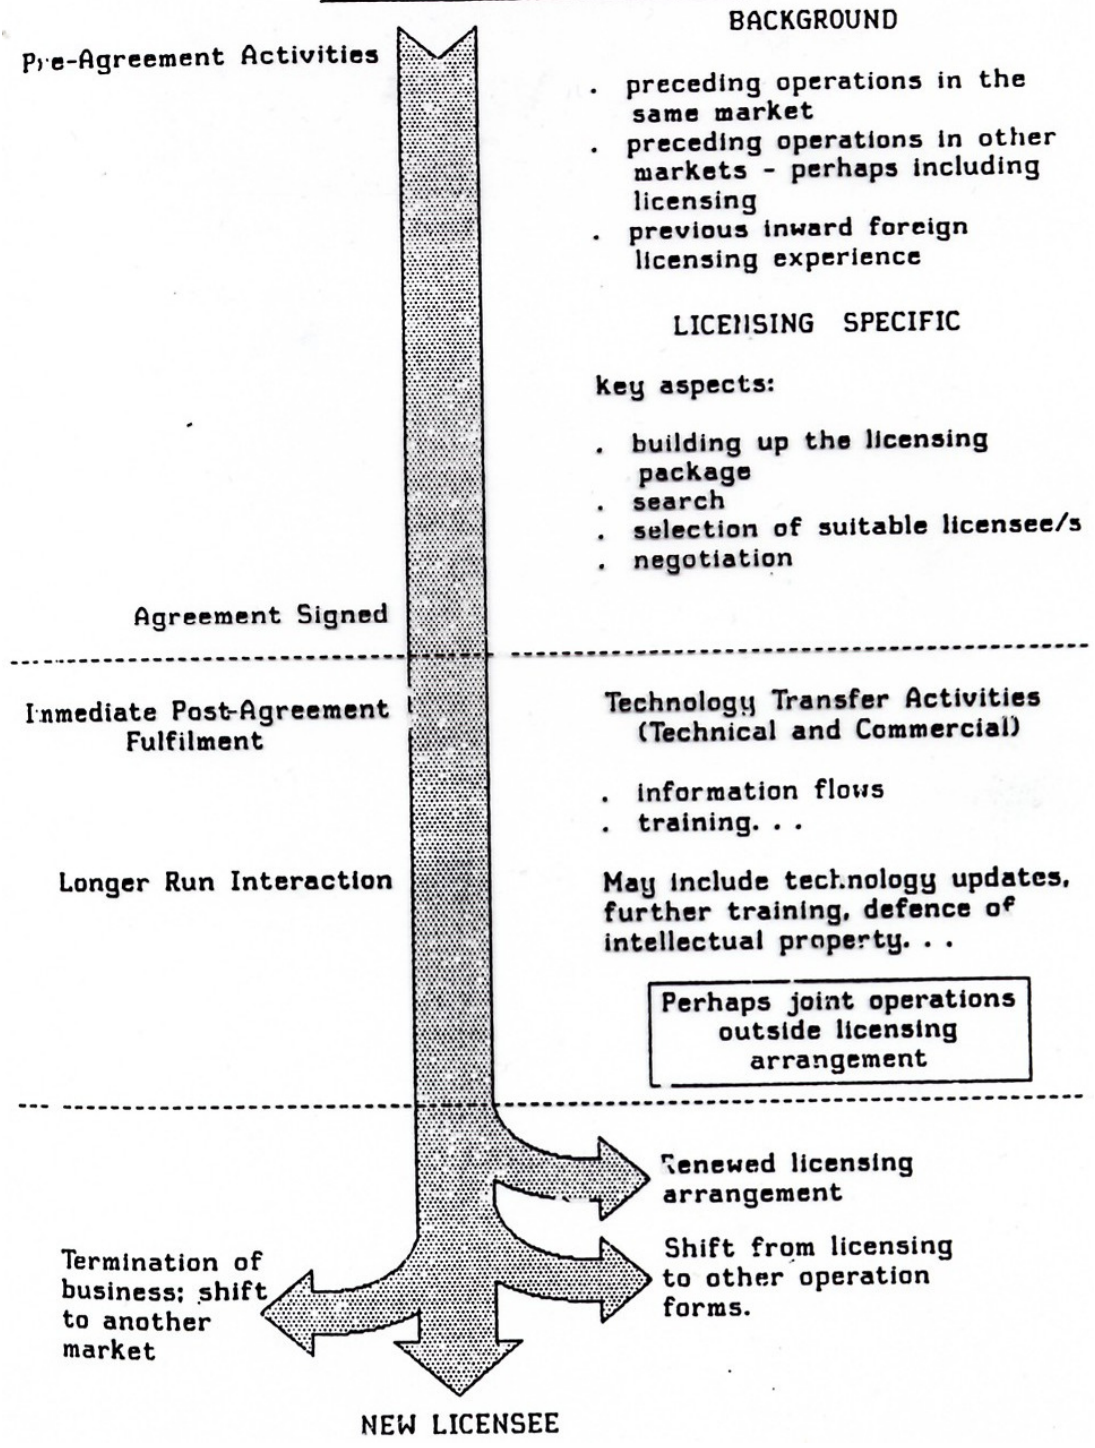 BACKGROUND
Pre-Agreement Activities
. preceding operations in the
same market
. preceding operations in other
markets - perhaps including
licensing
. previous inward foreign
licensing experience
LICENSING SPECIFIC
key aspects:
. building up the licensing
package
. search
. selection of suitable licensee/s
. negotiation
Agreement Signed
Immediate Post-Agreement
Fulfilment
Technology Transfer Activities
(Technical and Commercial)
. information flows
. training. . .
Longer Run Interaction
May include technology updates,
further training, defence of
intellectual property. . .
Perhaps joint operations
outside licensing
arrangement
Renewed licensing
arrangement
Shift from licensing
to other operation
forms.
Termination of
business; shift
to another
market
NEW LICENSEE